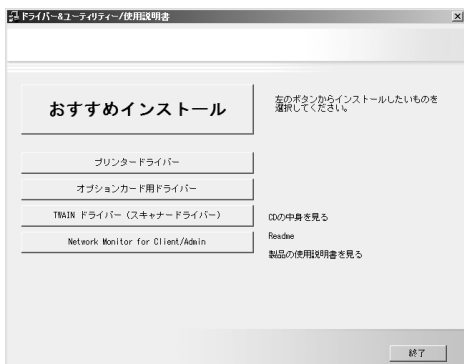 ドライバー&ユーティリティー/使用説明書
おすすめインストール
左のボタンからインストールしたいものを
選択してください。
プリンタードライバー
オプションカード用ドライバー
TWAIN ドライバー (スキャナードライバー)
Network Monitor for Client/Admin
CDの中身を見る
Readme
製品の使用説明書を見る
終了